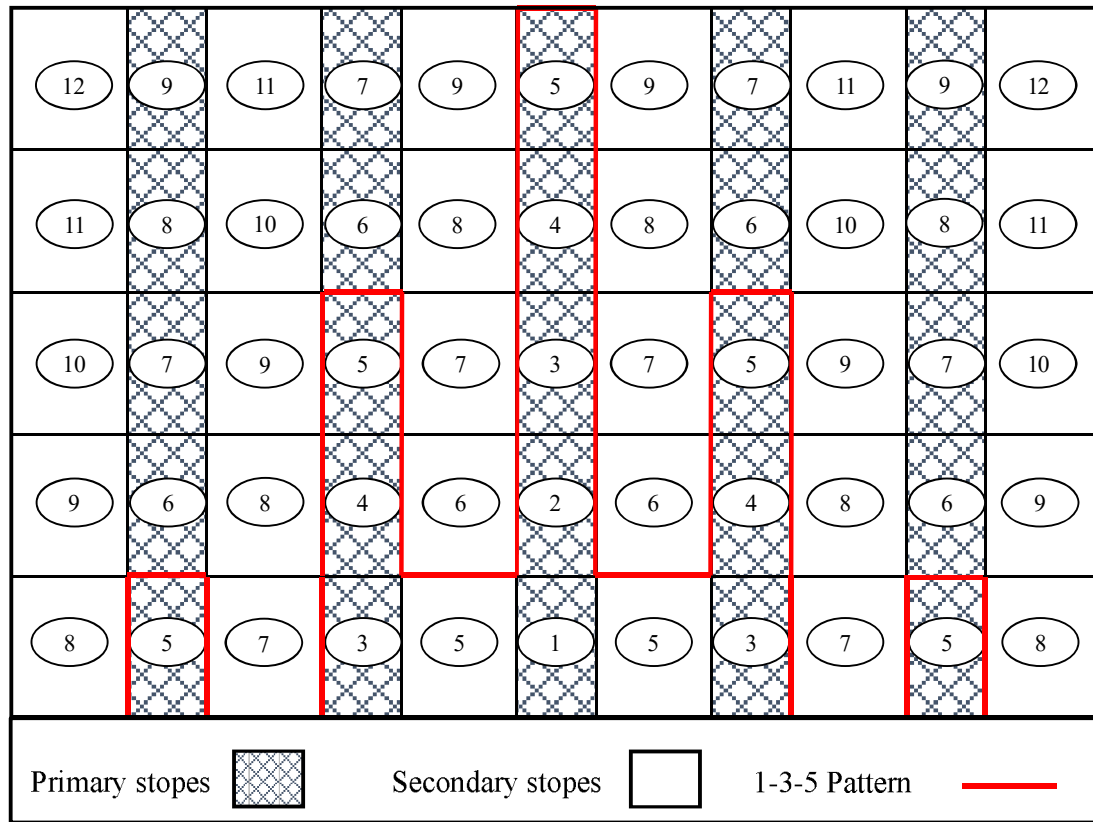 12 9 11 7 9 5 9 7 11 9 12
11 8 10 6 8 4 8 6 10 8 11
10 7 9 5 7 3 7 5 9 7 10
9 6 8 4 6 2 6 4 8 6 9
8 5 7 3 5 1 5 3 7 5 8
Primary stopes Secondary stopes 1-3-5 Pattern